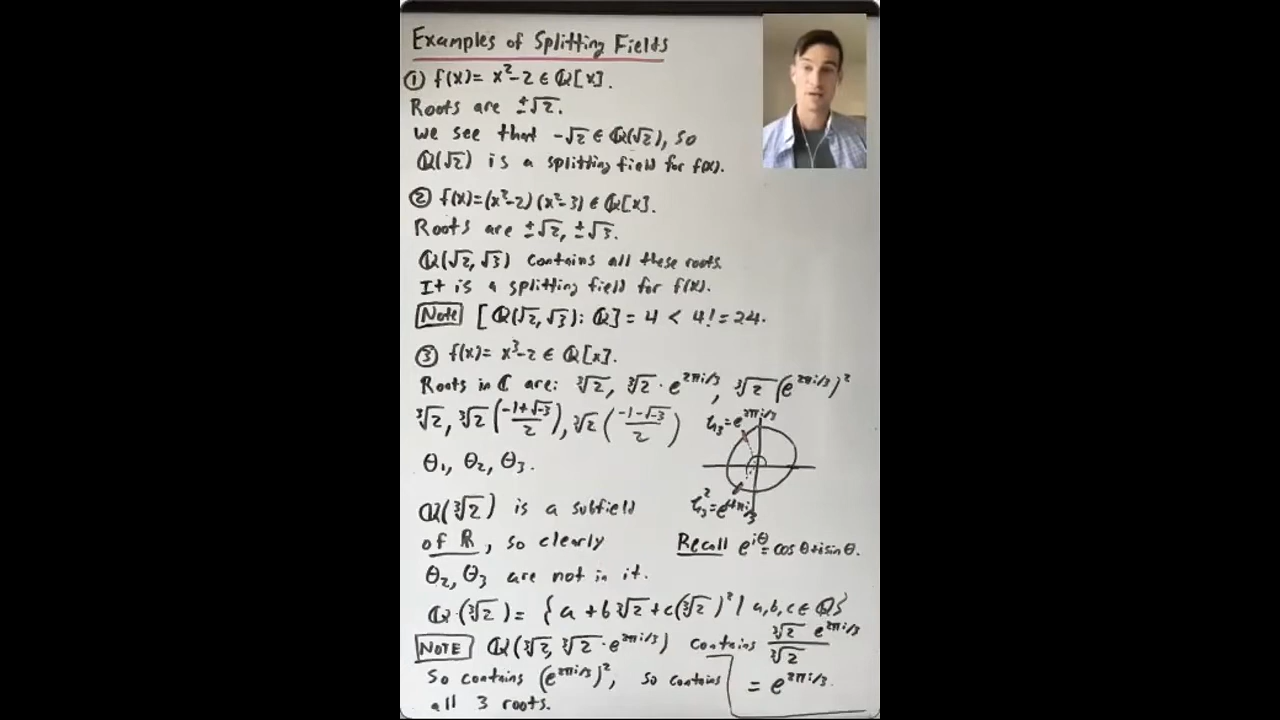 Examples of Splitting Fields
① f(x) = x²-2 ∈ ℚ[x].
Roots are ±√2.
We see that -√2 ∈ ℚ(√2), so
ℚ(√2) is a splitting field for f(x).
② f(x) = (x²-2)(x²-3) ∈ ℚ[x].
Roots are ±√2, ±√3.
ℚ(√2, √3) contains all these roots.
It is a splitting field for f(x).
Note [ℚ(√2, √3): ℚ] = 4 < 4! = 24.
③ f(x) = x³-2 ∈ ℚ[x].
Roots in ℂ are: ∛2, ∛2 · e^{2πi/3}, ∛2 (e^{2πi/3})²
∛2, ∛2 ((-1+√-3)/2), ∛2 ((-1-√-3)/2)
ζ₃ = e^{2πi/3}
θ₁, θ₂, θ₃.
ζ₃² = e^{4πi/3}
ℚ(∛2) is a subfield
of ℝ, so clearly
Recall e^{iθ} = cos θ + i sin θ.
θ₂, θ₃ are not in it.
ℚ(∛2) = {a + b∛2 + c(∛2)² | a, b, c ∈ ℚ}
NOTE ℚ(∛2, ∛2 · e^{2πi/3}) contains (∛2 e^{2πi/3})/∛2
= e^{2πi/3}.
So contains (e^{2πi/3})², so contains
all 3 roots.